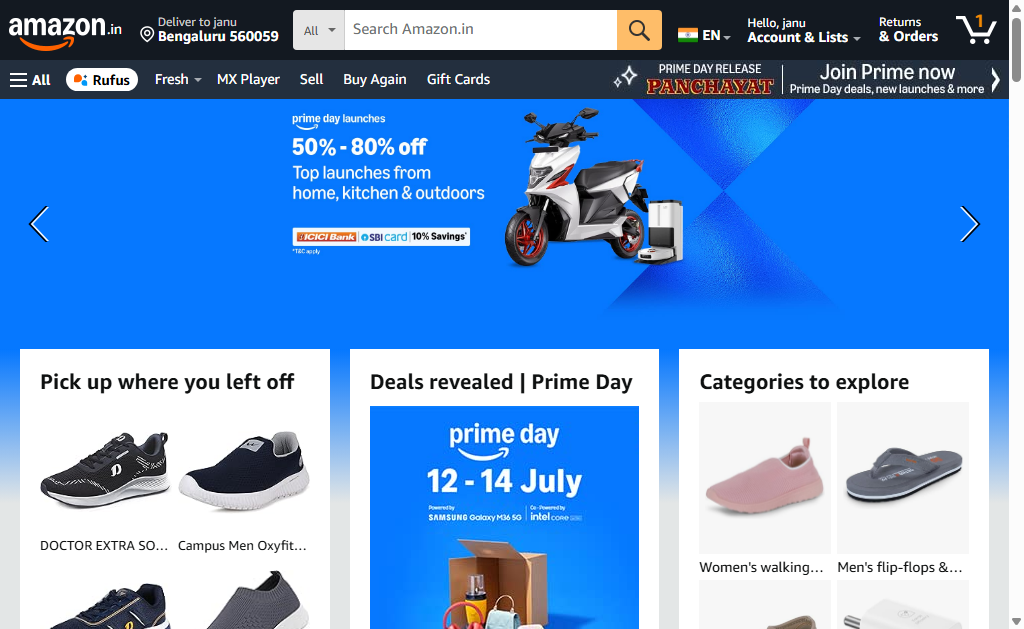 amazon.in
Deliver to janu
Bengaluru 560059
All
Search Amazon.in
EN
Hello, janu
Account & Lists
Returns
& Orders
1
All
Rufus
Fresh
MX Player
Sell
Buy Again
Gift Cards
PRIME DAY RELEASE
PANCHAYAT
Join Prime now
Prime Day deals, new launches & more
prime day launches
50% - 80% off
Top launches from
home, kitchen & outdoors
ICICI Bank SBI card 10% Savings*
*T&C apply
Pick up where you left off
DOCTOR EXTRA SO...
Campus Men Oxyfit...
Deals revealed | Prime Day
prime day
12 - 14 July
Powered by
SAMSUNG Galaxy M36 5G
Co - Powered by
intel CORE
Categories to explore
Women's walking...
Men's flip-flops &...